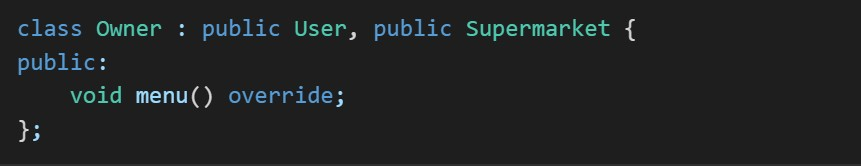 class Owner : public User, public Supermarket {
public:
    void menu() override;
};